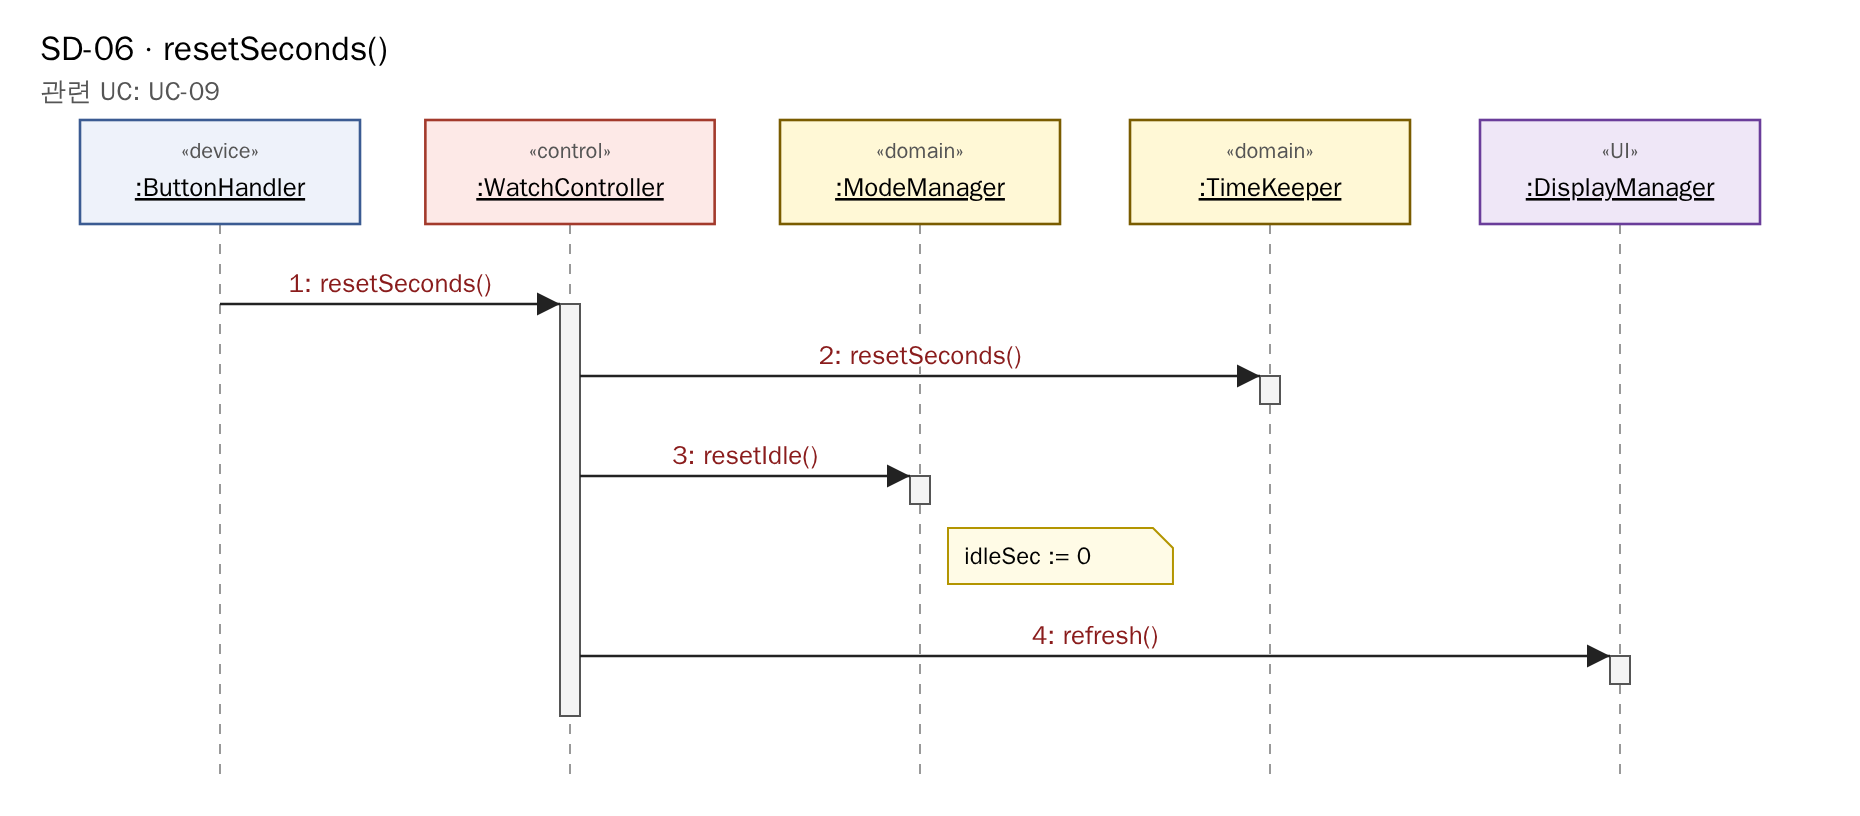 SD-06 · resetSeconds()
관련 UC: UC-09
«device»
:ButtonHandler
«control»
:WatchController
«domain»
:ModeManager
«domain»
:TimeKeeper
«UI»
:DisplayManager
1: resetSeconds()
2: resetSeconds()
3: resetIdle()
idleSec := 0
4: refresh()